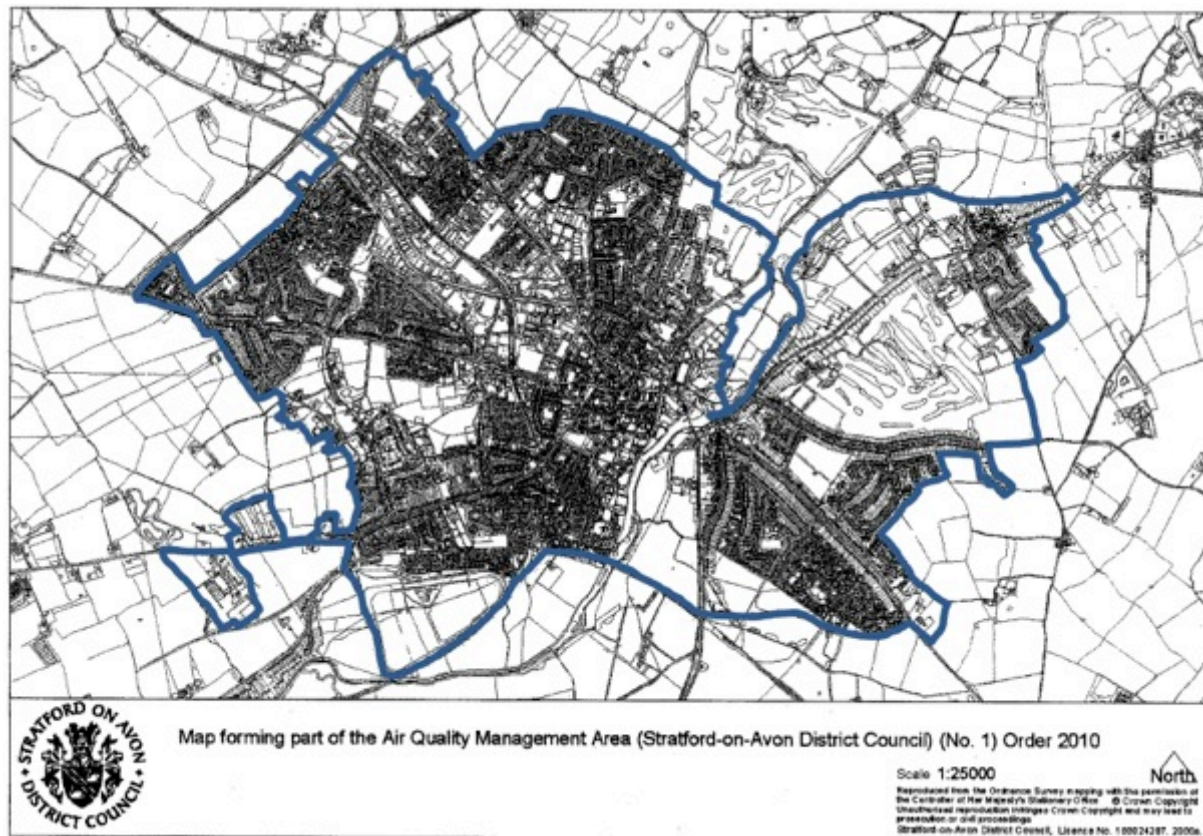 STRATFORD ON AVON
DISTRICT COUNCIL
Map forming part of the Air Quality Management Area (Stratford-on-Avon District Council) (No. 1) Order 2010
Scale 1:25000
North
Reproduced from the Ordnance Survey mapping with the permission of
the Controller of Her Majesty's Stationery Office © Crown Copyright
Unauthorised reproduction infringes Crown Copyright and may lead to
prosecution or civil proceedings
Stratford-on-Avon District Council, Licence No.